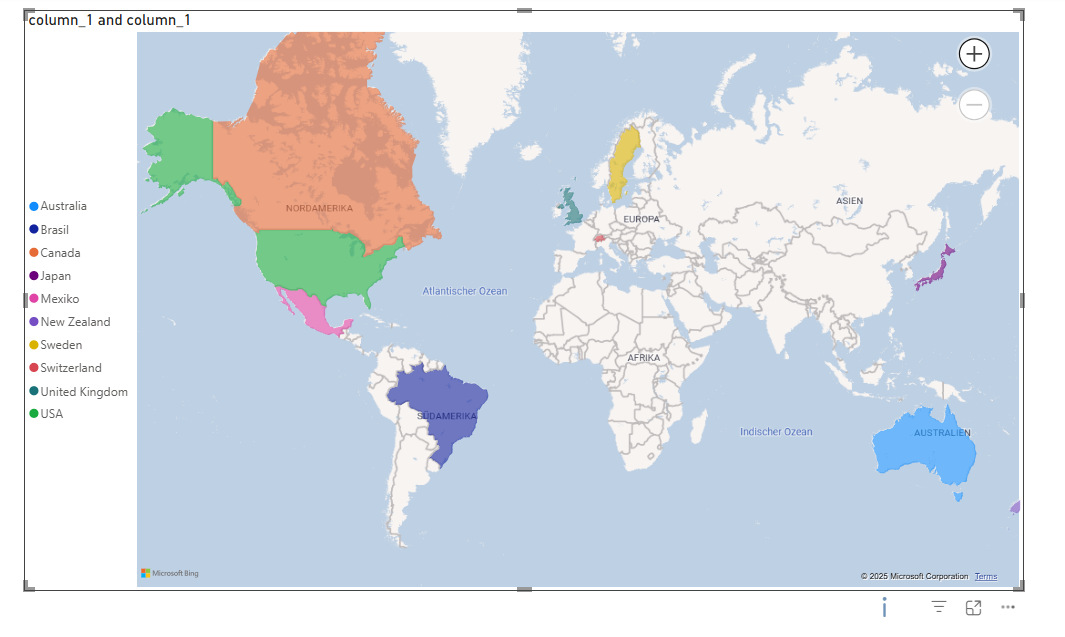 column_1 and column_1
Australia
Brasil
Canada
Japan
Mexiko
New Zealand
Sweden
Switzerland
United Kingdom
USA
NORDAMERIKA
ASIEN
EUROPA
Atlantischer Ozean
AFRIKA
SÜDAMERIKA
Indischer Ozean
AUSTRALIEN
Microsoft Bing
© 2025 Microsoft Corporation Terms